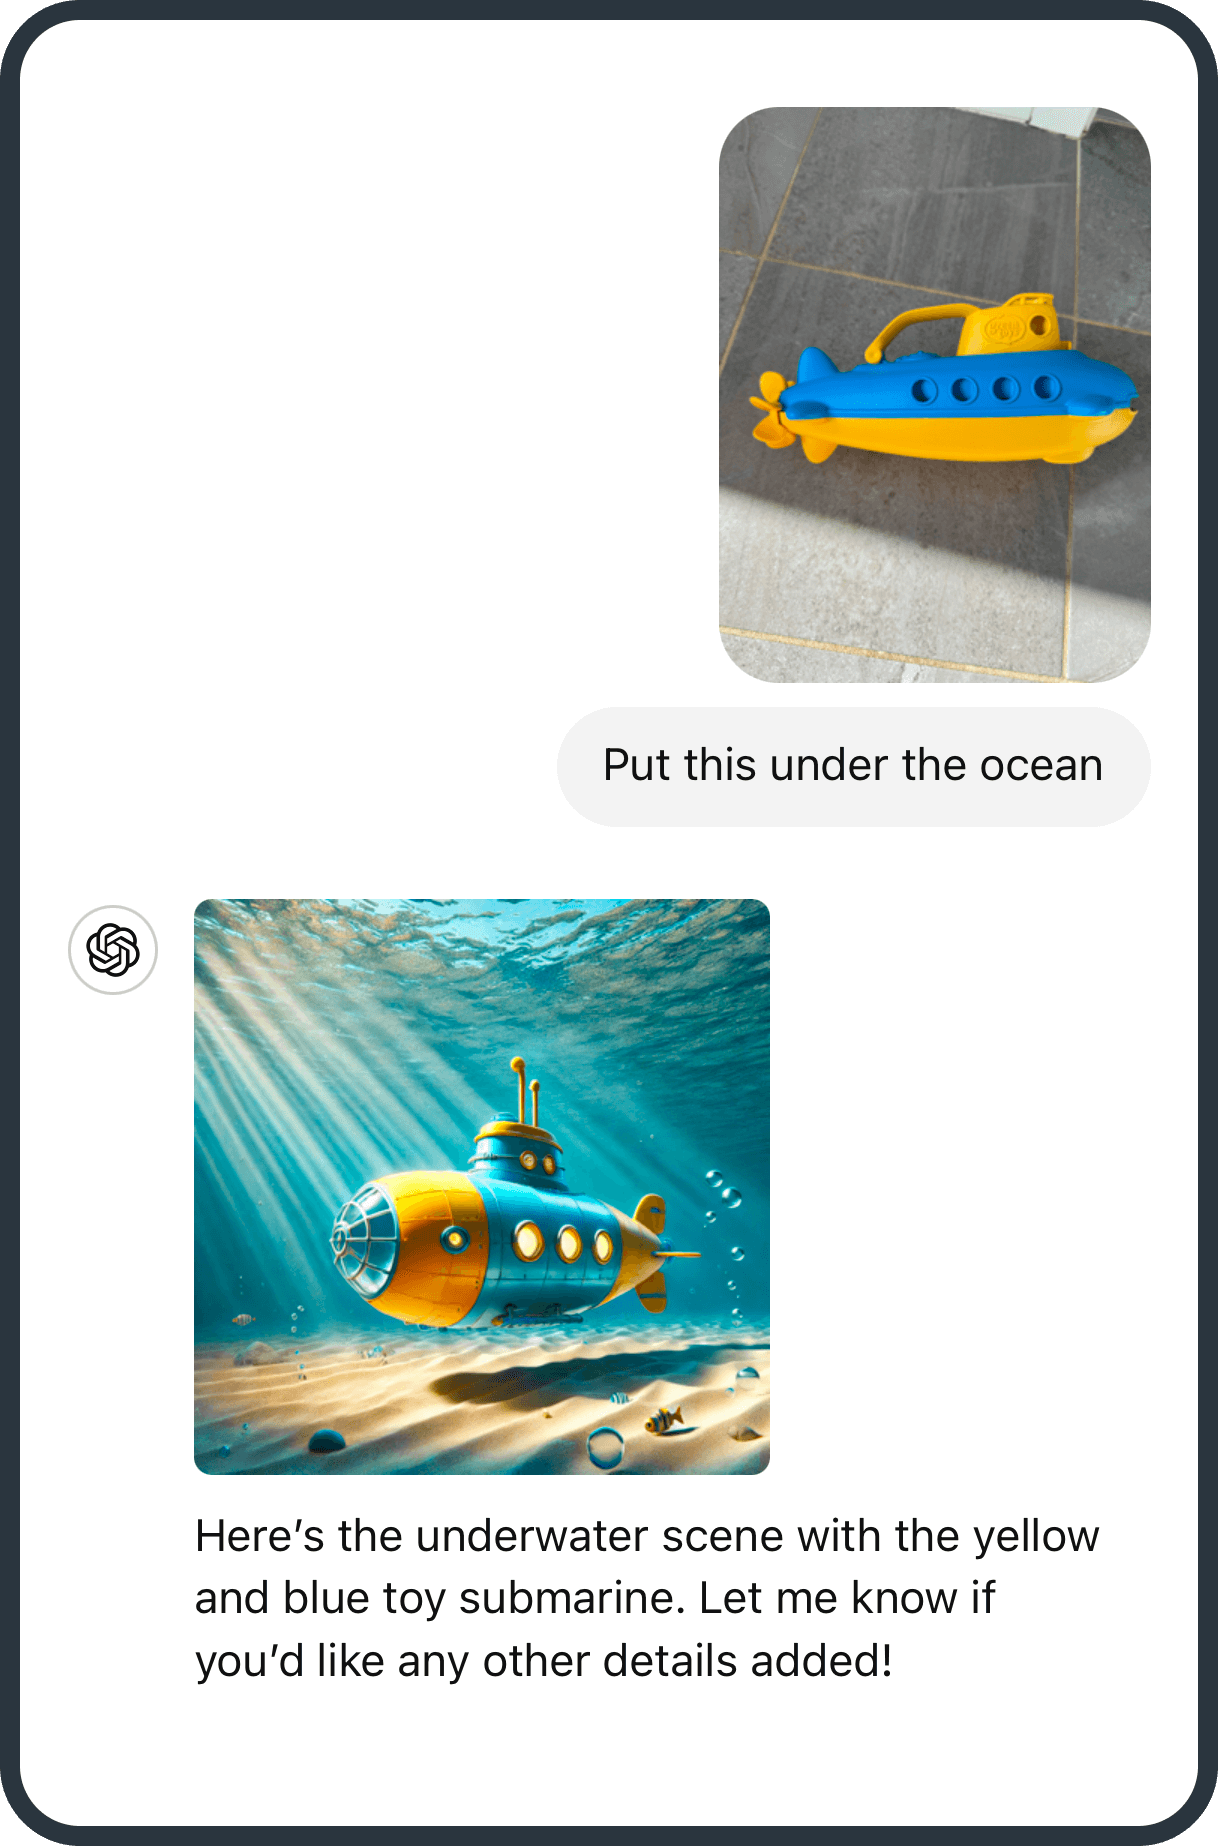 Put this under the ocean
Here’s the underwater scene with the yellow
and blue toy submarine. Let me know if
you’d like any other details added!